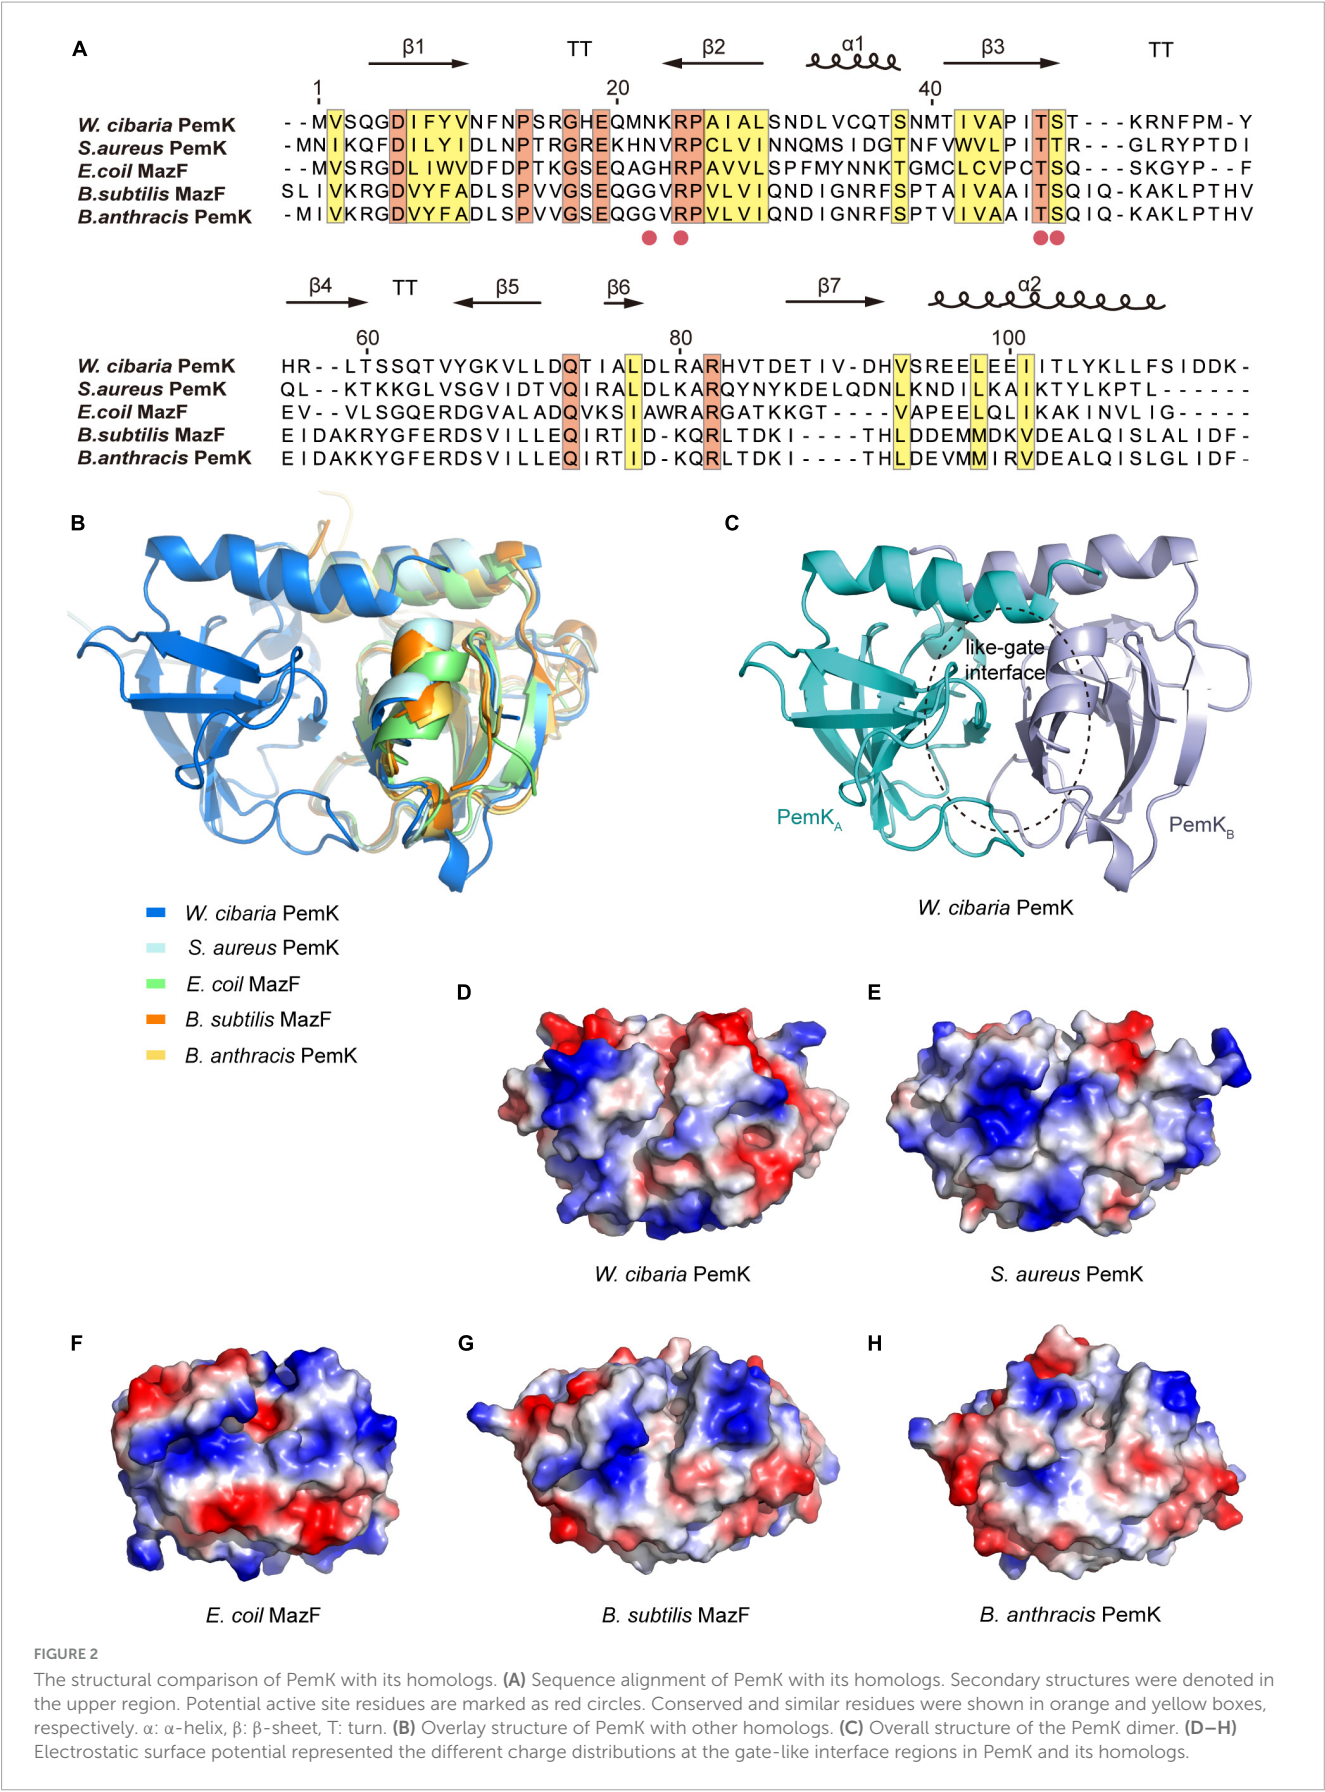 A
β1 TT β2 α1 β3 TT
1 20 40
W. cibaria PemK --MVSQGDIFYVNFNPSRGHEQMNKRPAIALSNDLVCQTSNMTIVAPITST---KRNFPM-Y
S.aureus PemK -MNIKQFDILYIDLNPTRGREKHNVRPCLVINNQMSIDGTNFVWVLPITTR---GLRYPTDI
E.coil MazF --MVSRGDLIWVDFDPTKGSEQAGHRPAVVLSPFMYNNKTGMCLCVPCTSQ---SKGYP--F
B.subtilis MazF SLIVKRGDVYFADLSPVVGSEQGGVRPVLVIQNDIGNRFSPTAIVAAITSQIQ-KAKLPTHV
B.anthracis PemK -MIVKRGDVYFADLSPVVGSEQGGVRPVLVIQNDIGNRFSPTVIVAAITSQIQ-KAKLPTHV
β4 TT β5 β6 β7 α2
60 80 100
W. cibaria PemK HR--LTSSQTVYGKVLLDQTIALDLRARHVTDETIV-DHVSREELEEIITLYKLLFSIDDK-
S.aureus PemK QL--KTKKGLVSGVIDTVQIRALDLKARQYNYKDELQDNLKNDILKAIKTYLKPTL------
E.coil MazF EV--VLSGQERDGVALADQVKSIAWRARGATKKGT----VAPEELQLIKAKINVLIG-----
B.subtilis MazF EIDAKRYGFERDSVILLEQIRTID-KQRLTDKI----THLDDEMMDKVDEALQISLALIDF-
B.anthracis PemK EIDAKKYGFERDSVILLEQIRTID-KQRLTDKI----THLDEVMMIRVDEALQISLGLIDF-
B
C
like-gate
interface
PemKA
PemKB
W. cibaria PemK
W. cibaria PemK
S. aureus PemK
E. coil MazF
B. subtilis MazF
B. anthracis PemK
D
E
W. cibaria PemK
S. aureus PemK
F
G
H
E. coil MazF
B. subtilis MazF
B. anthracis PemK
FIGURE 2
The structural comparison of PemK with its homologs. (A) Sequence alignment of PemK with its homologs. Secondary structures were denoted in
the upper region. Potential active site residues are marked as red circles. Conserved and similar residues were shown in orange and yellow boxes,
respectively. α: α-helix, β: β-sheet, T: turn. (B) Overlay structure of PemK with other homologs. (C) Overall structure of the PemK dimer. (D–H)
Electrostatic surface potential represented the different charge distributions at the gate-like interface regions in PemK and its homologs.